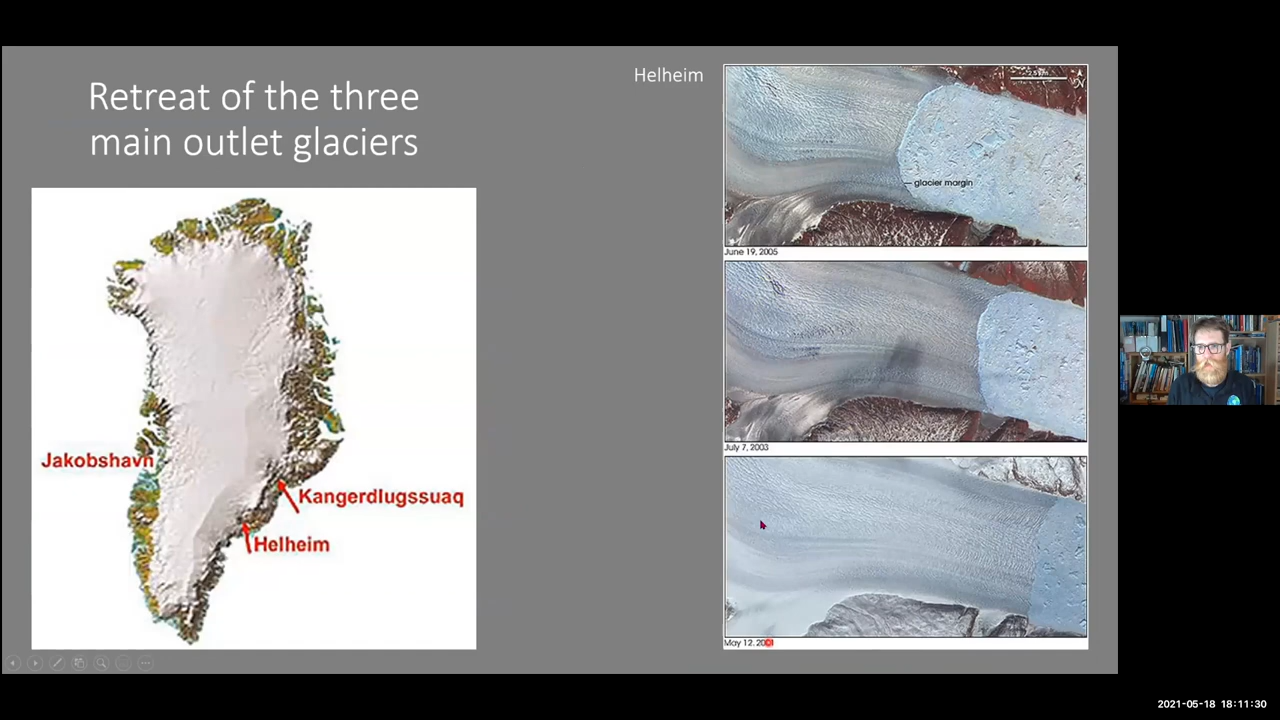 Retreat of the three
main outlet glaciers
Jakobshavn
Kangerdlugssuaq
Helheim
Helheim
glacier margin
June 19, 2005
July 7, 2003
May 12, 2001
2021-05-18 18:11:30